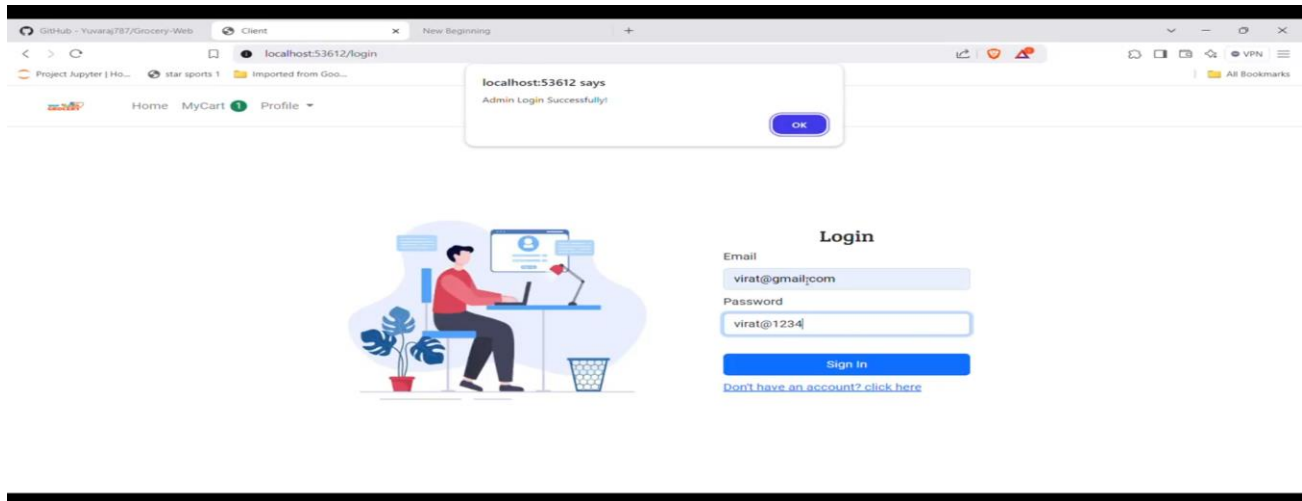 GitHub - Yuvaraj787/Grocery-Web Client New Beginning
localhost:53612/login VPN
Project Jupyter | Ho... star sports 1 Imported from Goo... All Bookmarks
localhost:53612 says
Admin Login Successfully!
OK
Home MyCart 1 Profile
Login
Email
virat@gmail.com
Password
virat@1234
Sign In
Don't have an account? click here